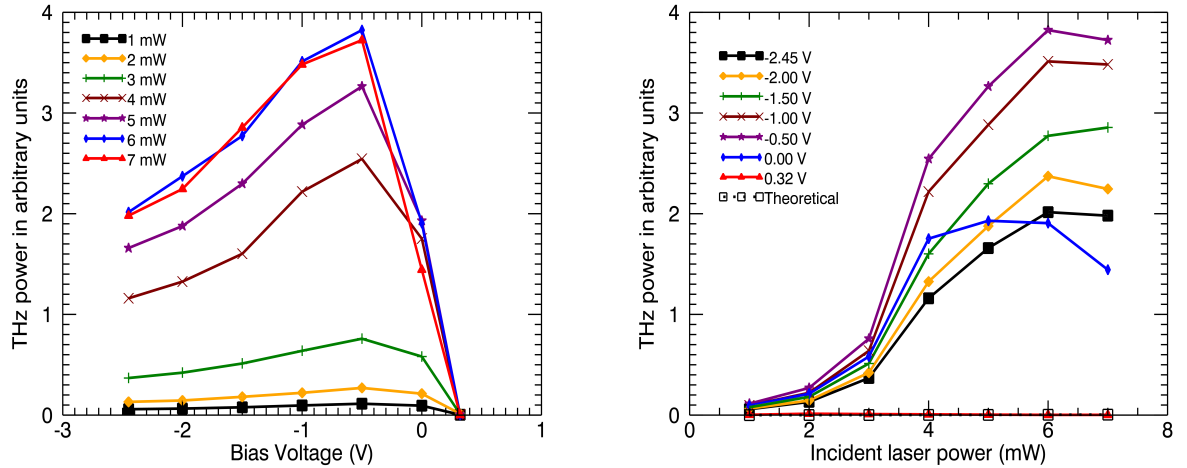 4
3
2
1
0
THz power in arbitrary units
1 mW
2 mW
3 mW
4 mW
5 mW
6 mW
7 mW
-3
-2
-1
0
1
Bias Voltage (V)
4
3
2
1
0
THz power in arbitrary units
-2.45 V
-2.00 V
-1.50 V
-1.00 V
-0.50 V
0.00 V
0.32 V
Theoretical
0
2
4
6
8
Incident laser power (mW)